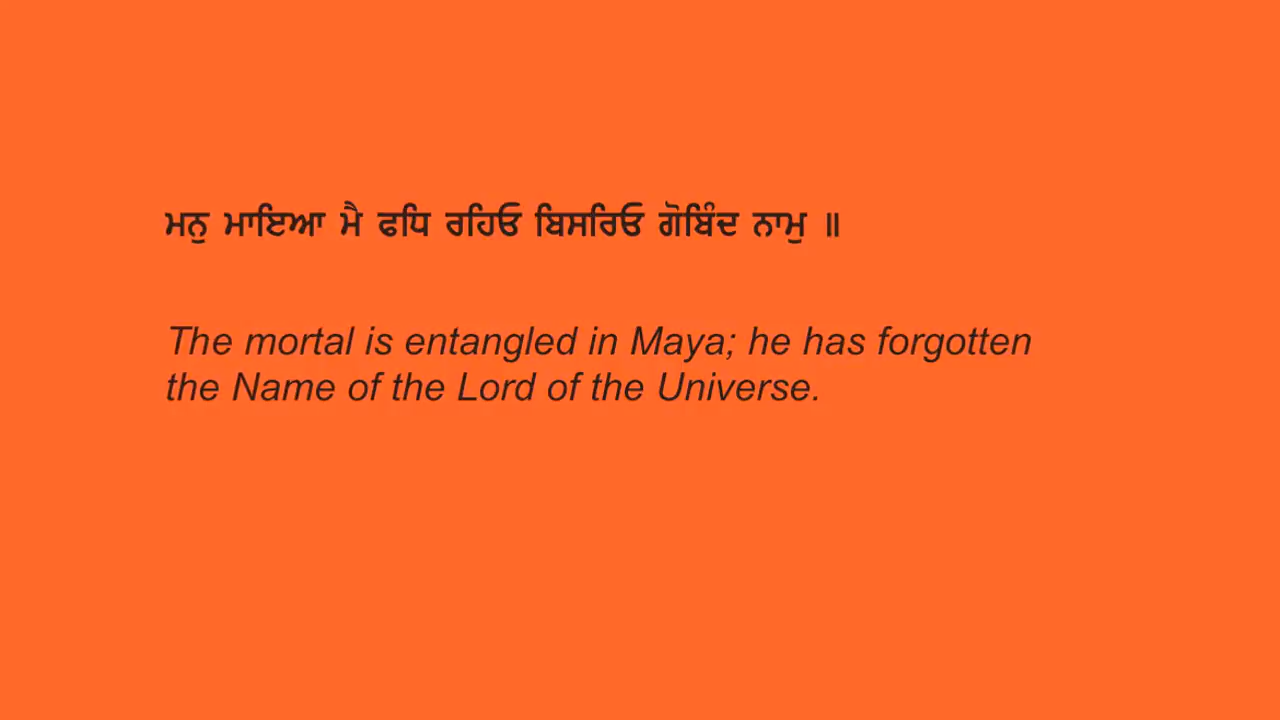 ਮਨੁ ਮਾਇਆ ਮੈ ਫਧਿ ਰਹਿਓ ਬਿਸਰਿਓ ਗੋਬਿੰਦ ਨਾਮੁ ॥
The mortal is entangled in Maya; he has forgotten
the Name of the Lord of the Universe.